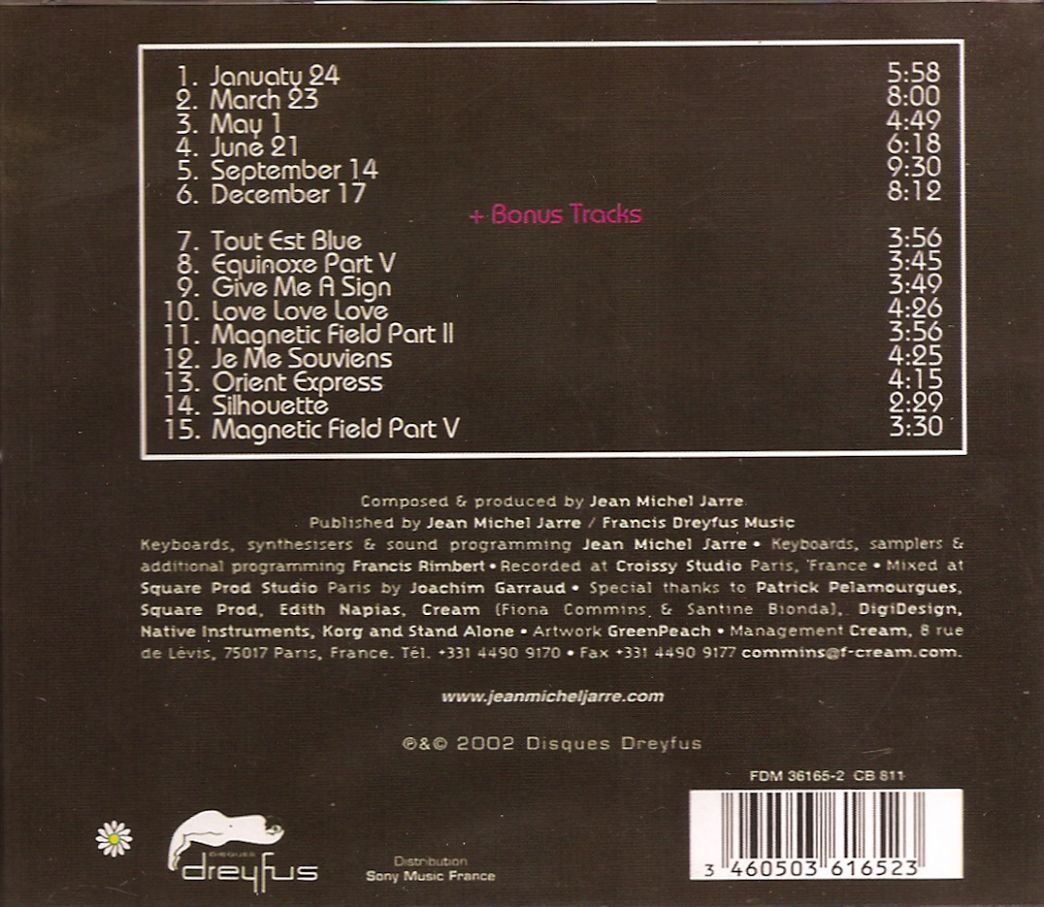 1. Januaty 24 5:58
2. March 23 8:00
3. May 1 4:49
4. June 21 6:18
5. September 14 9:30
6. December 17 8:12
+ Bonus Tracks
7. Tout Est Blue 3:56
8. Equinoxe Part V 3:45
9. Give Me A Sign 3:49
10. Love Love Love 4:26
11. Magnetic Field Part II 3:56
12. Je Me Souviens 4:25
13. Orient Express 4:15
14. Silhouette 2:29
15. Magnetic Field Part V 3:30
Composed & produced by Jean Michel Jarre
Published by Jean Michel Jarre / Francis Dreyfus Music
Keyboards, synthesisers & sound programming Jean Michel Jarre • Keyboards, samplers &
additional programming Francis Rimbert • Recorded at Croissy Studio Paris, France • Mixed at
Square Prod Studio Paris by Joachim Garraud • Special thanks to Patrick Pelamourgues,
Square Prod, Edith Napias, Cream (Fiona Commins & Santine Bionda), DigiDesign,
Native Instruments, Korg and Stand Alone • Artwork GreenPeach • Management Cream, 8 rue
de Lévis, 75017 Paris, France. Tél. +331 4490 9170 • Fax +331 4490 9177 commins@f-cream.com.
www.jeanmicheljarre.com
℗&© 2002 Disques Dreyfus
FDM 36165-2 CB 811
DISQUES
dreyfus
Distribution
Sony Music France
3 460503 616523